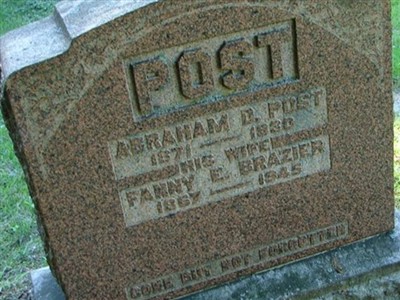 POST
ABRAHAM D. POST
1871 — 1930
HIS WIFE
FANNY E. BRAZIER
1867 — 1945
GONE BUT NOT FORGOTTEN